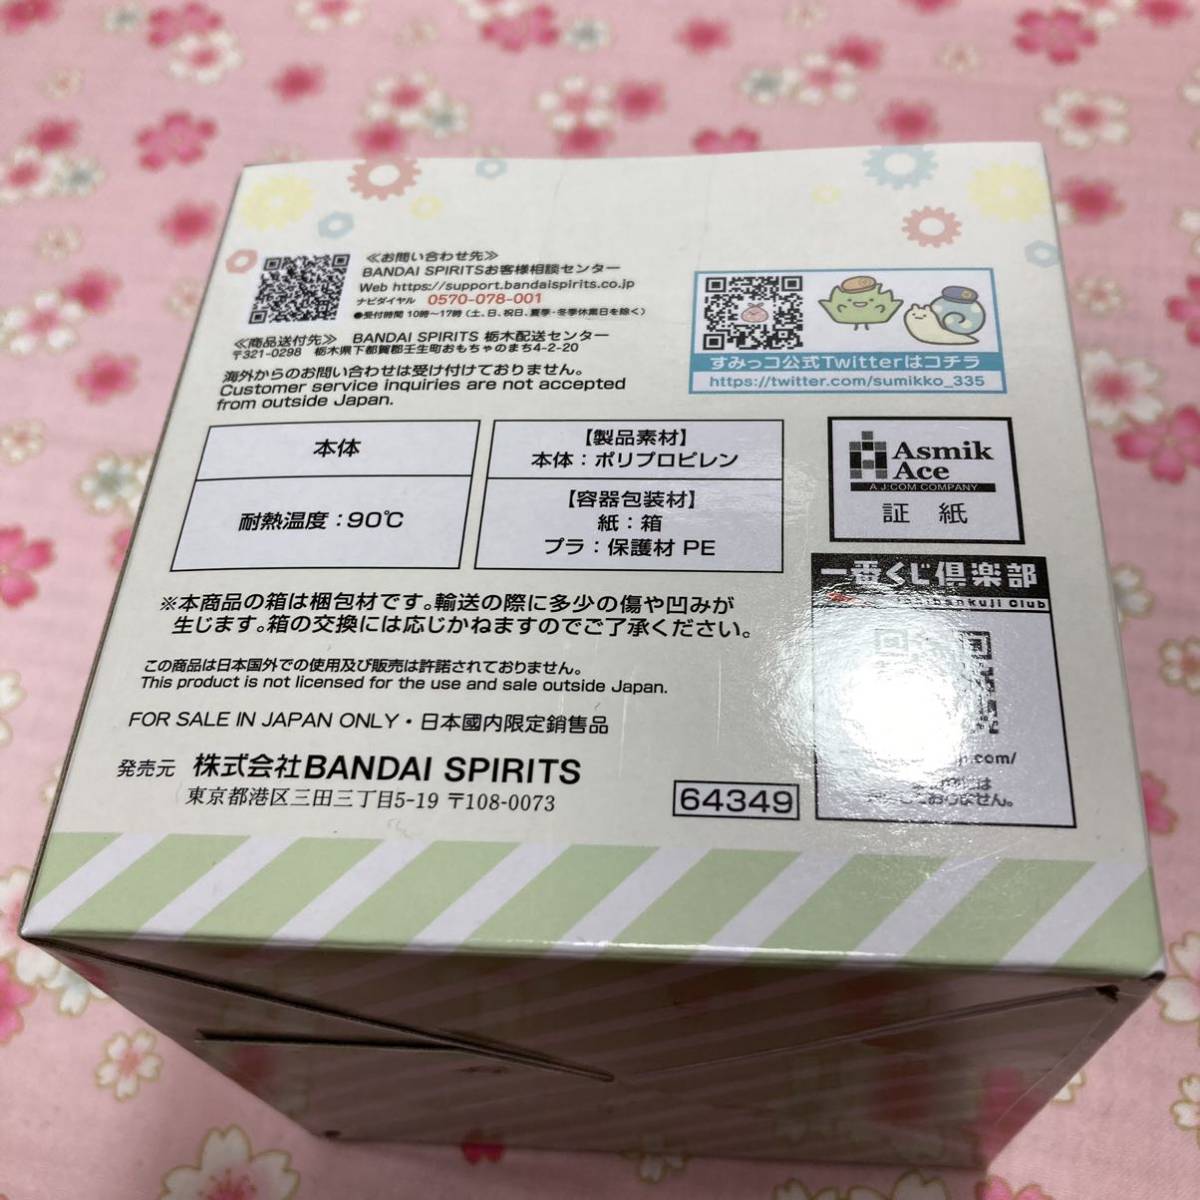 ≪お問い合わせ先≫
BANDAI SPIRITSお客様相談センター
Web https://support.bandaispirits.co.jp
ナビダイヤル 0570-078-001
●受付時間 10時～17時（土、日、祝日、夏季・冬季休業日を除く）
≪商品送付先≫ BANDAI SPIRITS 栃木配送センター
〒321-0298 栃木県下都賀郡壬生町おもちゃのまち4-2-20
海外からのお問い合わせは受け付けておりません。
Customer service inquiries are not accepted
from outside Japan.
すみっコ公式Twitterはコチラ
https://twitter.com/sumikko_335
本体
耐熱温度：90℃
【製品素材】
本体：ポリプロピレン
【容器包装材】
紙：箱
プラ：保護材 PE
Asmik
Ace
A J:COM COMPANY
証 紙
一番くじ倶楽部
Club
.com/
※本商品の箱は梱包材です。輸送の際に多少の傷や凹みが
生じます。箱の交換には応じかねますのでご了承ください。
この商品は日本国外での使用及び販売は許諾されておりません。
This product is not licensed for the use and sale outside Japan.
FOR SALE IN JAPAN ONLY・日本國内限定銷售品
発売元 株式会社BANDAI SPIRITS
東京都港区三田三丁目5-19 〒108-0073
64349